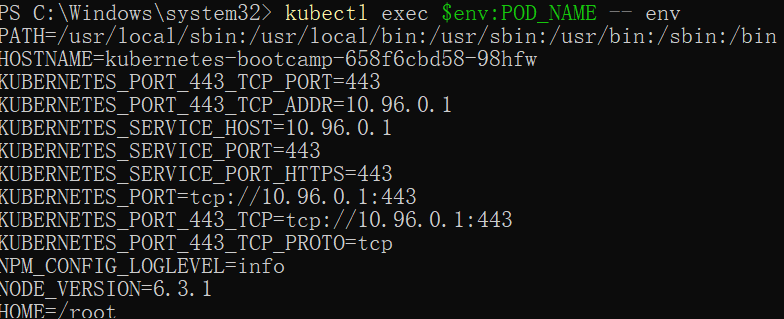 PS C:\Windows\system32> kubectl exec $env:POD_NAME -- env
PATH=/usr/local/sbin:/usr/local/bin:/usr/sbin:/usr/bin:/sbin:/bin
HOSTNAME=kubernetes-bootcamp-658f6cbd58-98hfw
KUBERNETES_PORT_443_TCP_PORT=443
KUBERNETES_PORT_443_TCP_ADDR=10.96.0.1
KUBERNETES_SERVICE_HOST=10.96.0.1
KUBERNETES_SERVICE_PORT=443
KUBERNETES_SERVICE_PORT_HTTPS=443
KUBERNETES_PORT=tcp://10.96.0.1:443
KUBERNETES_PORT_443_TCP=tcp://10.96.0.1:443
KUBERNETES_PORT_443_TCP_PROTO=tcp
NPM_CONFIG_LOGLEVEL=info
NODE_VERSION=6.3.1
HOME=/root